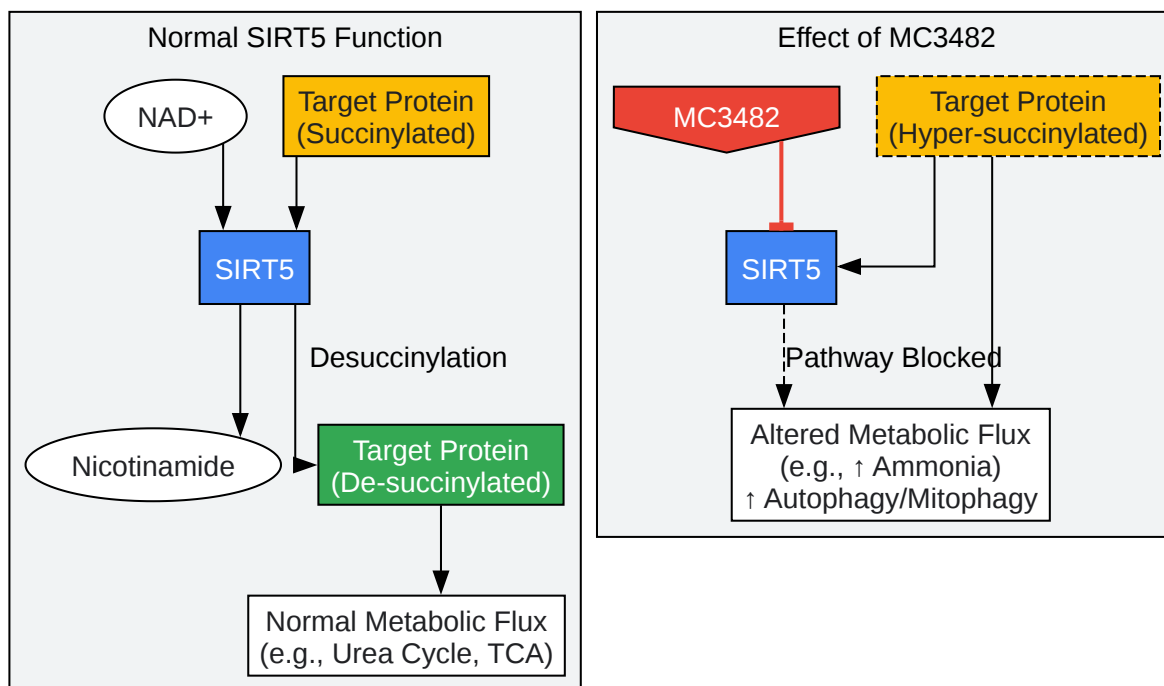 Normal SIRT5 Function
NAD+
Target Protein
(Succinylated)
SIRT5
Desuccinylation
Nicotinamide
Target Protein
(De-succinylated)
Normal Metabolic Flux
(e.g., Urea Cycle, TCA)
Effect of MC3482
MC3482
Target Protein
(Hyper-succinylated)
SIRT5
Pathway Blocked
Altered Metabolic Flux
(e.g., ↑ Ammonia)
↑ Autophagy/Mitophagy